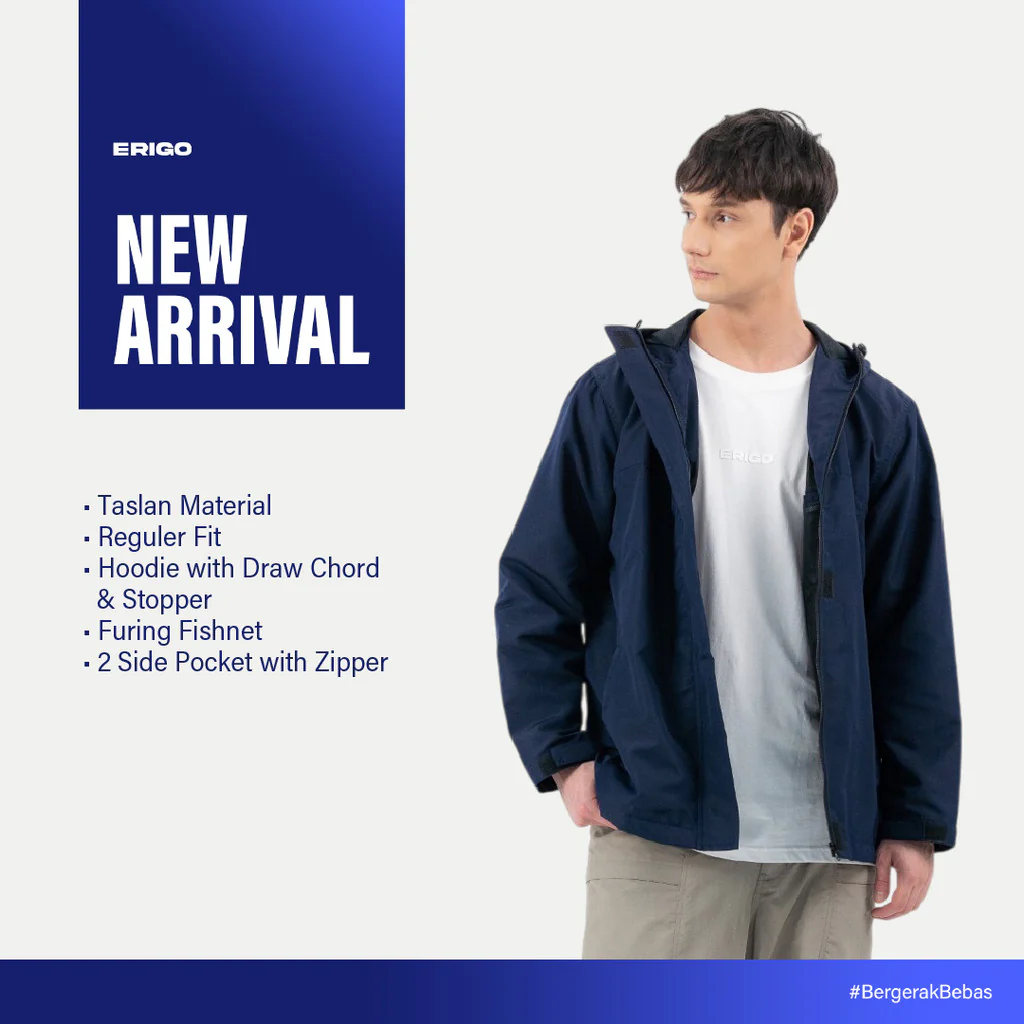 ERIGO
NEW
ARRIVAL
• Taslan Material
• Reguler Fit
• Hoodie with Draw Chord
& Stopper
• Furing Fishnet
• 2 Side Pocket with Zipper
ERIGO
#BergerakBebas